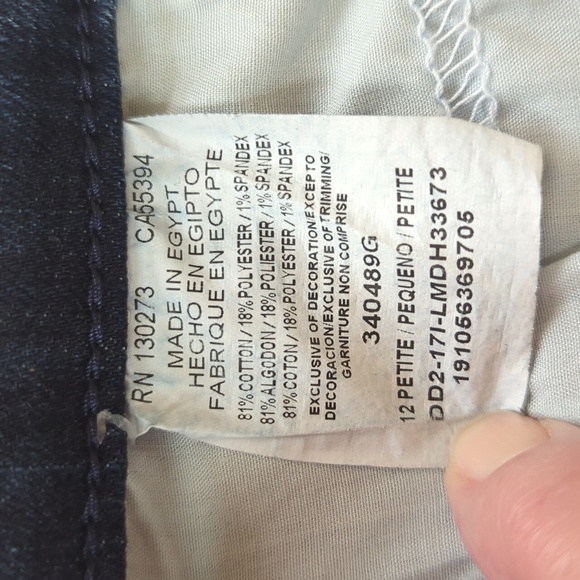 RN 130273 CA55394
MADE IN EGYPT
HECHO EN EGIPTO
FABRIQUE EN EGYPTE
81% COTTON / 18% POLYESTER / 1% SPANDEX
81% ALGODON / 18% POLIESTER / 1% SPANDEX
81% COTON / 18% POLYESTER / 1% SPANDEX
EXCLUSIVE OF DECORATION/EXCEPTO
DECORACION/EXCLUSIVE OF TRIMMING/
GARNITURE NON COMPRISE
340489G
12 PETITE / PEQUENO / PETITE
DD2-17I-LMDH33673
191056369705